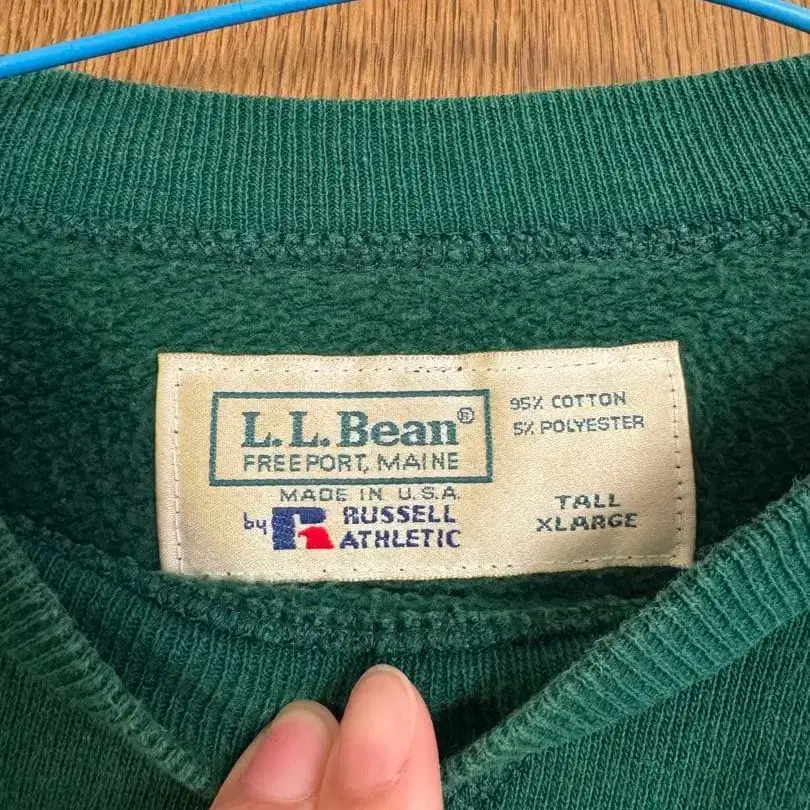 L.L.Bean®
FREEPORT, MAINE
MADE IN U.S.A.
by R RUSSELL
ATHLETIC
95% COTTON
5% POLYESTER
TALL
XLARGE